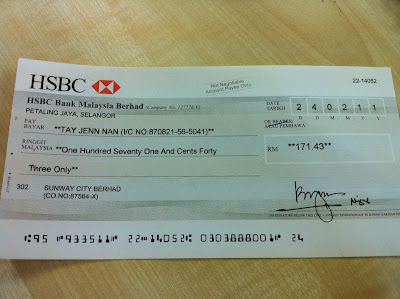 HSBC
Not Negotiable
Account Payee Only
22-14052
HSBC Bank Malaysia Berhad (Company No. 127776-V)
PETALING JAYA, SELANGOR
DATE
TARIKH
2 4 0 2 1 1
D D M M Y Y
PAY
BAYAR
**TAY JENN NAN (I/C NO:870821-56-5041)**
OR BEARER
ATAU PEMBAWA
RINGGIT
MALAYSIA
**One Hundred Seventy One And Cents Forty
Three Only**
RM **171.43**
302 SUNWAY CITY BERHAD
(CO.NO:87564-X)